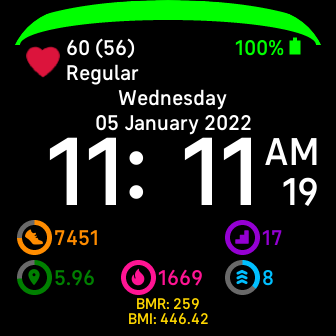 60 (56) 100%
Regular
Wednesday
05 January 2022
11: 11 AM
19
7451 17
5.96 1669 8
BMR: 259
BMI: 446.42